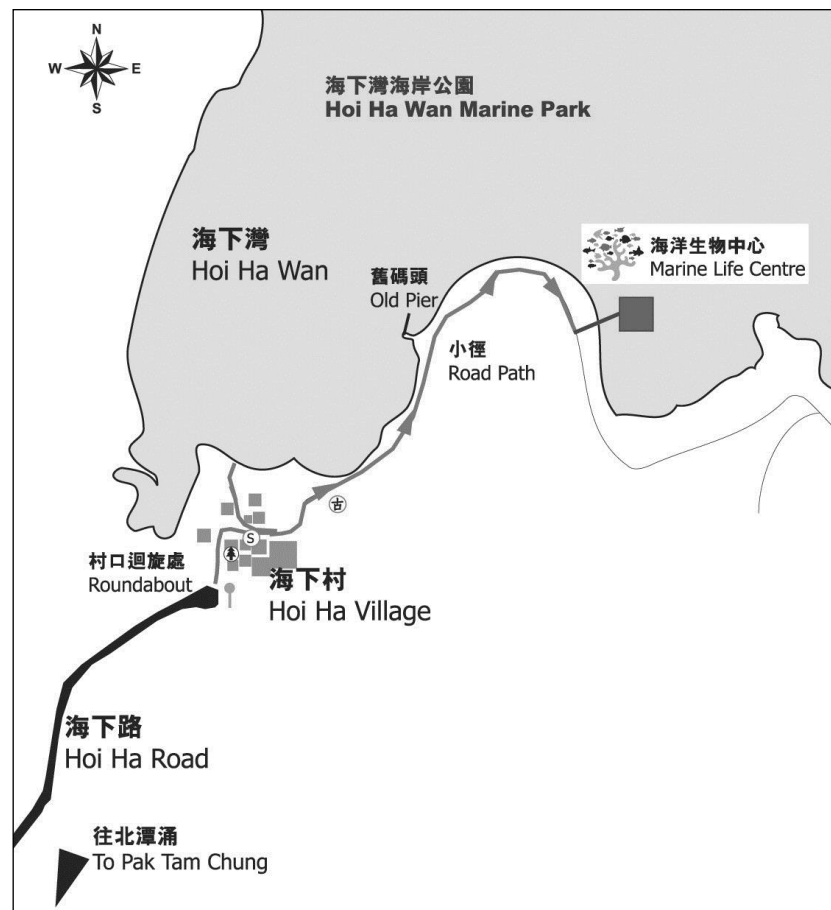 N
W
E
S
海下灣海岸公園
Hoi Ha Wan Marine Park
海下灣
Hoi Ha Wan
海洋生物中心
Marine Life Centre
舊碼頭
Old Pier
小徑
Road Path
古
S
村口迴旋處
Roundabout
海下村
Hoi Ha Village
海下路
Hoi Ha Road
往北潭涌
To Pak Tam Chung